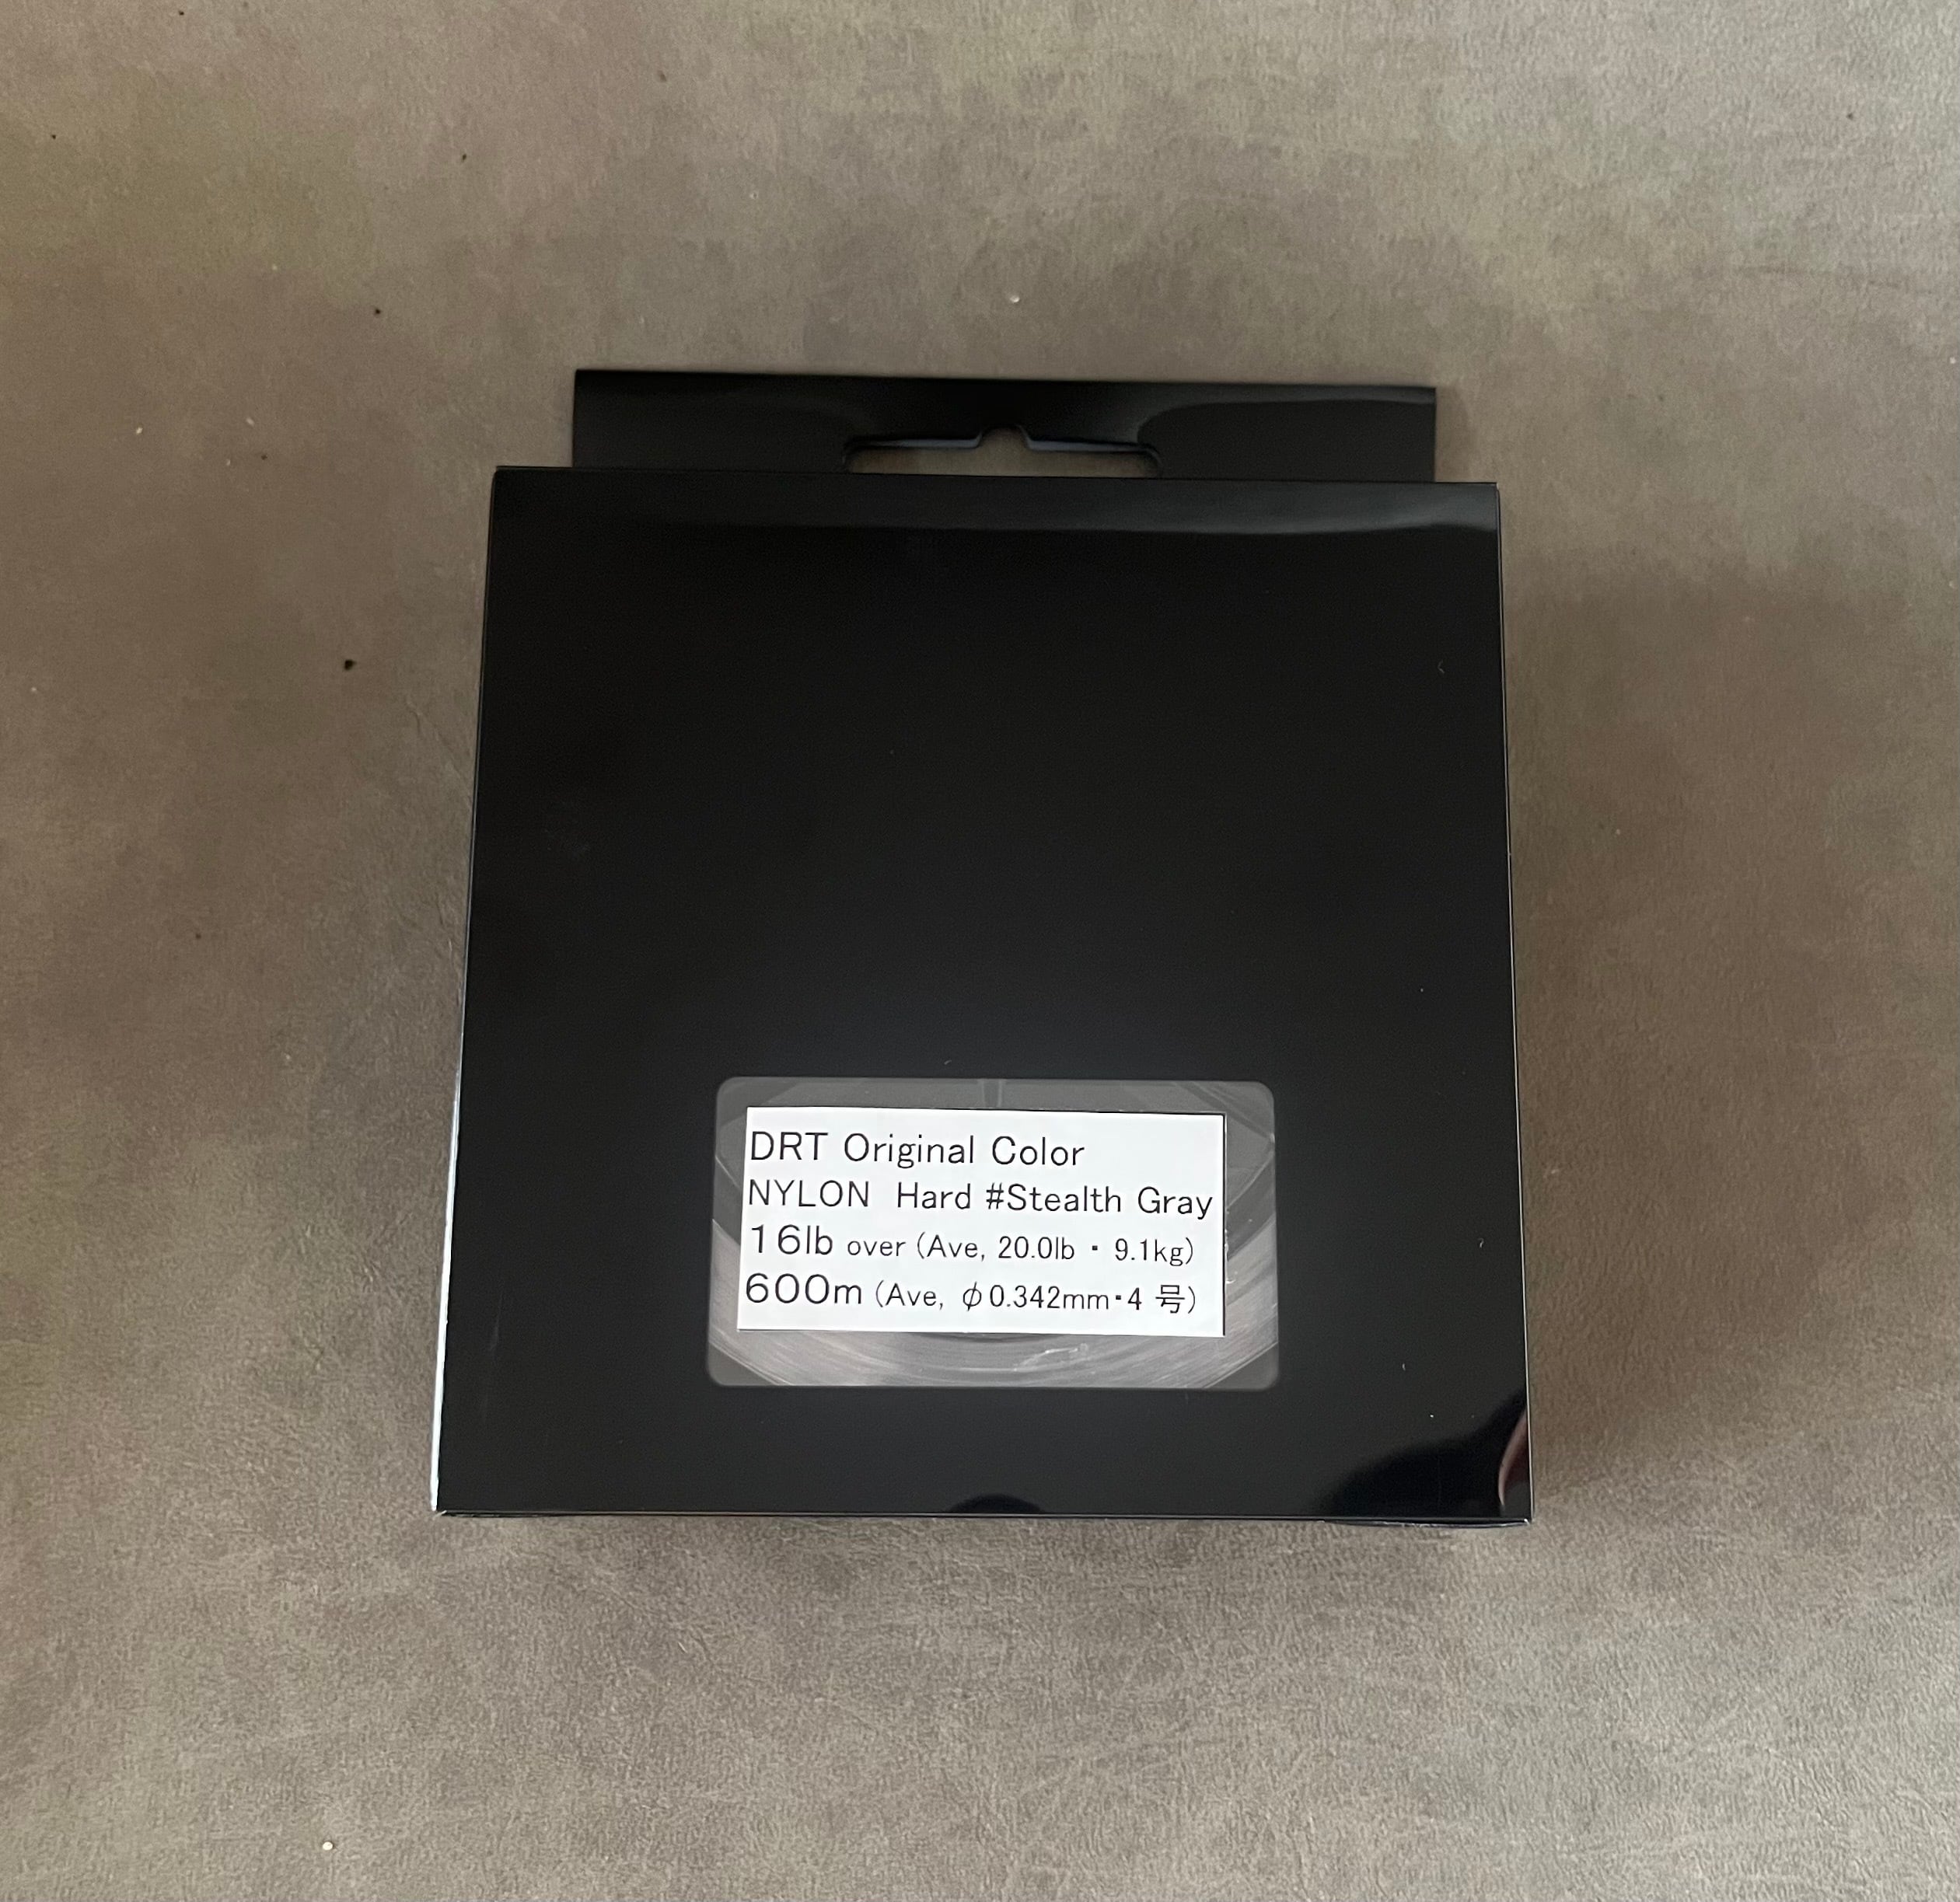 DRT Original Color
NYLON Hard #Stealth Gray
16lb over (Ave, 20.0lb・9.1kg)
600m (Ave, φ0.342mm・4 号)